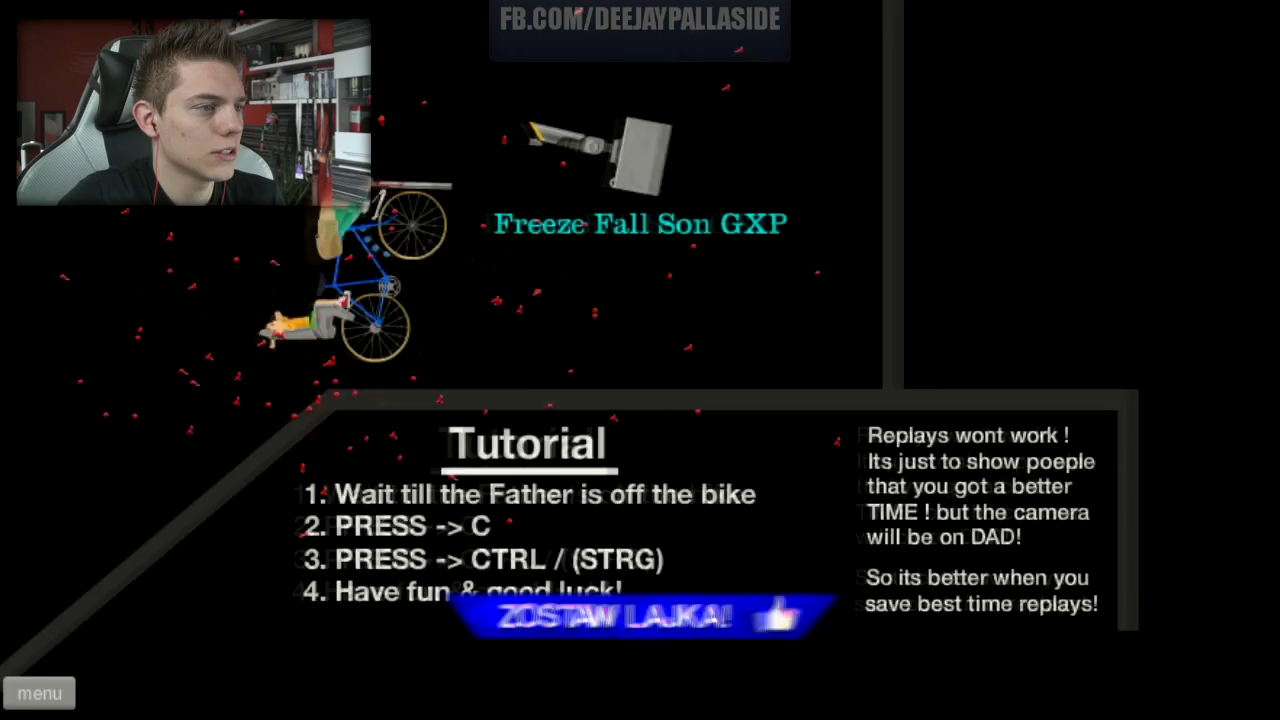 FB.COM/DEEJAYPALLASIDE
Freeze Fall Son GXP
Tutorial
1. Wait till the Father is off the bike
2. PRESS -> C
3. PRESS -> CTRL / (STRG)
4. Have fun & good luck!
ZOSTAW LAJKA!
Replays wont work !
Its just to show poeple
that you got a better
TIME ! but the camera
will be on DAD!
So its better when you
save best time replays!
menu